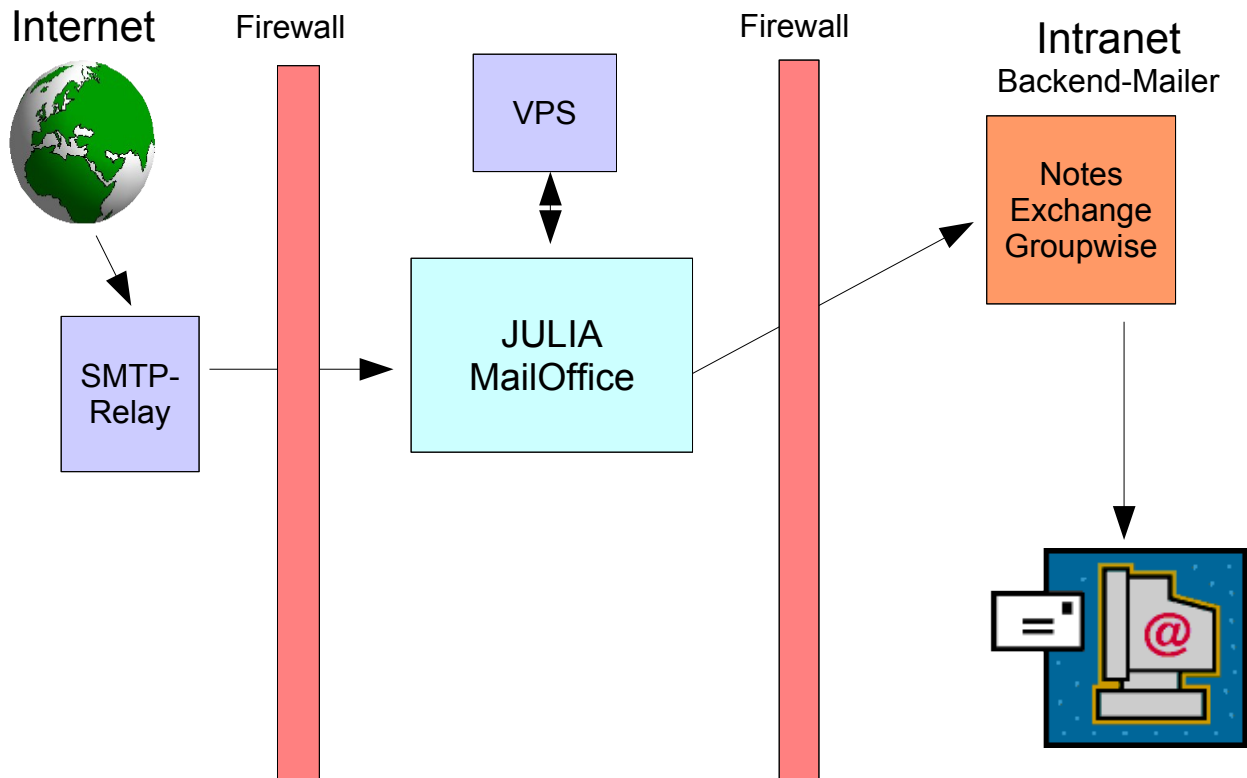 Internet
Firewall
Firewall
Intranet
Backend-Mailer
VPS
Notes
Exchange
Groupwise
JULIA
MailOffice
SMTP-
Relay
@